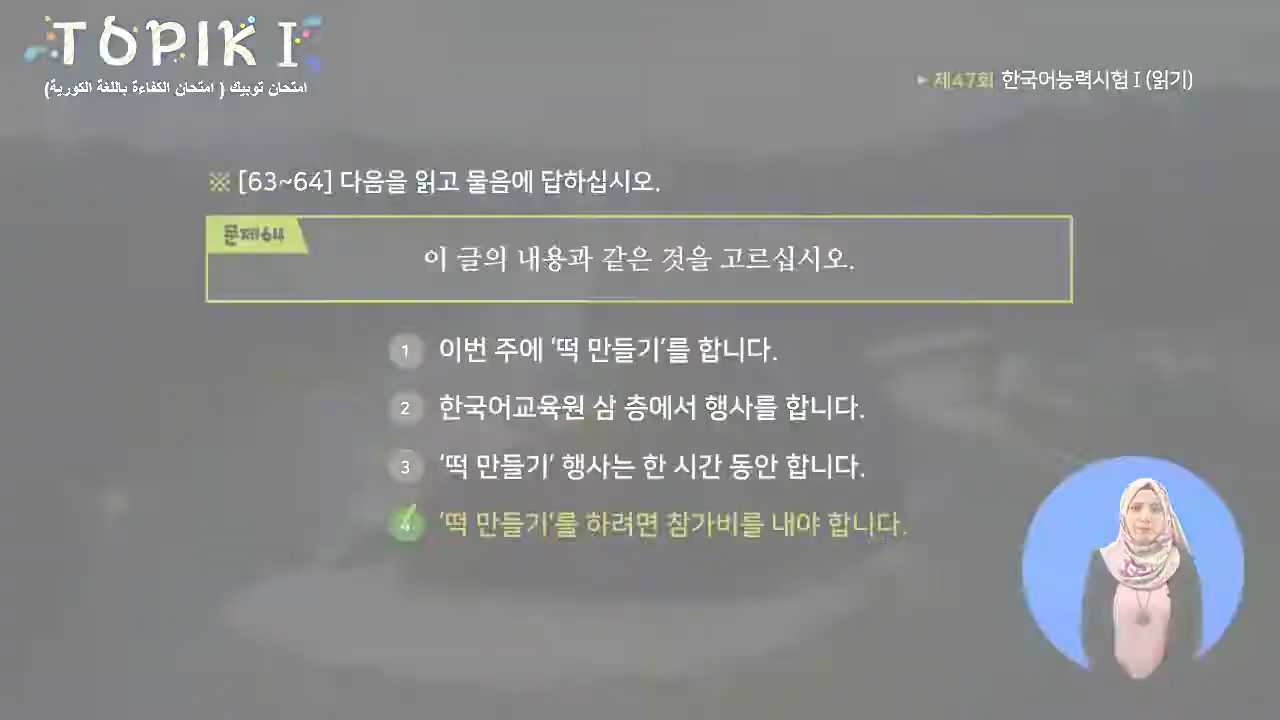 TOPIK I
امتحان توبيك ( امتحان الكفاءة باللغة الكورية)
▶ 제47회 한국어능력시험 I (읽기)
※ [63~64] 다음을 읽고 물음에 답하십시오.
문제64
이 글의 내용과 같은 것을 고르십시오.
1 이번 주에 ‘떡 만들기’를 합니다.
2 한국어교육원 삼 층에서 행사를 합니다.
3 ‘떡 만들기’ 행사는 한 시간 동안 합니다.
4 ‘떡 만들기’를 하려면 참가비를 내야 합니다.